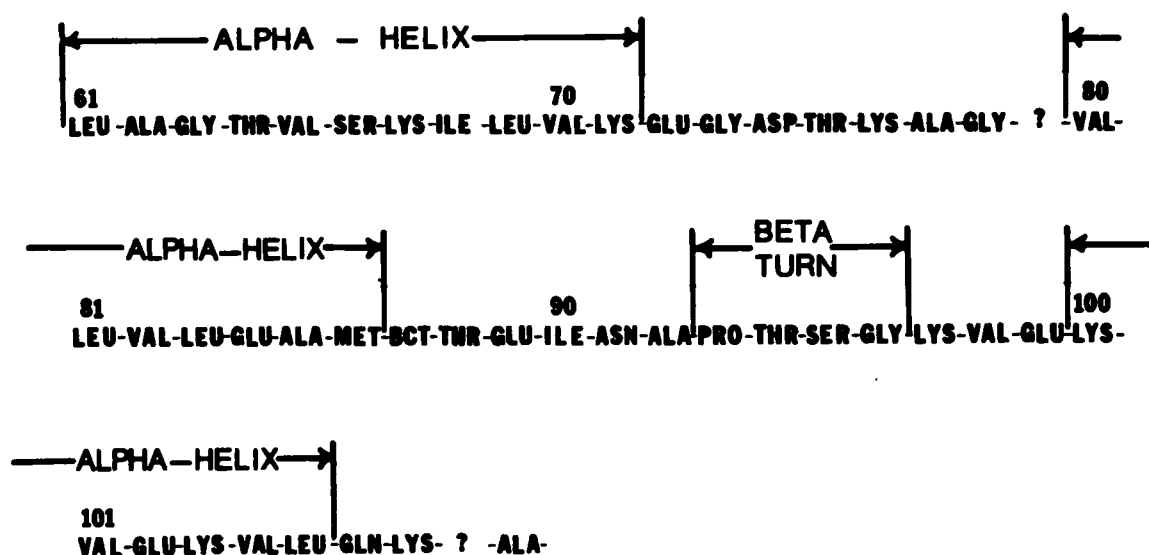 ALPHA - HELIX
61 70 80
LEU-ALA-GLY-THR-VAL-SER-LYS-ILE-LEU-VAL-LYS-GLU-GLY-ASP-THR-LYS-ALA-GLY- ? -VAL-
ALPHA-HELIX BETA TURN
81 90 100
LEU-VAL-LEU-GLU-ALA-MET-BCT-THR-GLU-ILE-ASN-ALA-PRO-THR-SER-GLY-LYS-VAL-GLU-LYS-
ALPHA-HELIX
101
VAL-GLU-LYS-VAL-LEU-GLN-LYS- ? -ALA-